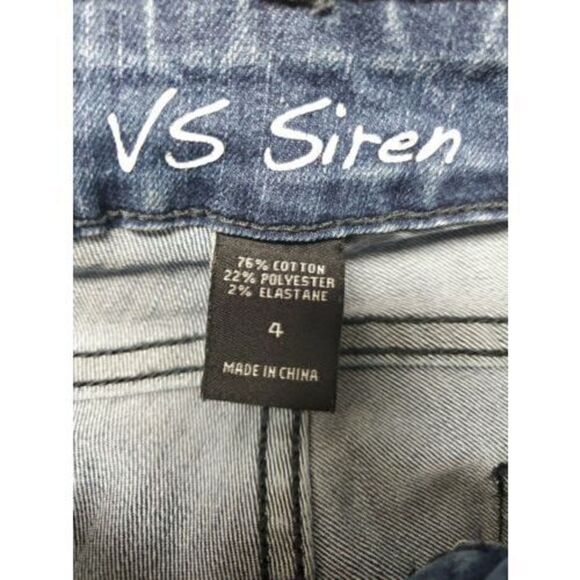 VS Siren
76% COTTON
22% POLYESTER
2% ELASTANE
4
MADE IN CHINA